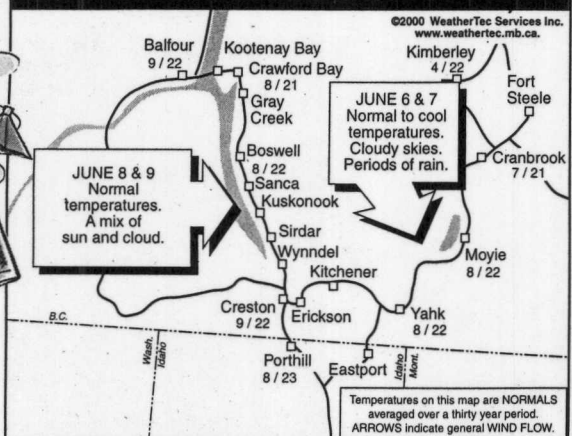 ©2000 WeatherTec Services Inc.
www.weathertec.mb.ca.
Balfour
9 / 22
Kootenay Bay
Crawford Bay
8 / 21
Gray
Creek
Kimberley
4 / 22
Fort
Steele
JUNE 6 & 7
Normal to cool
temperatures.
Cloudy skies.
Periods of rain.
Cranbrook
7 / 21
Boswell
8 / 22
Sanca
Kuskonook
JUNE 8 & 9
Normal
temperatures.
A mix of
sun and cloud.
Sirdar
Wynndel
Moyie
8 / 22
Kitchener
Creston
9 / 22
Erickson
Yahk
8 / 22
B.C.
Wash.
Idaho
Porthill
8 / 23
Eastport
Idaho
Mont.
Temperatures on this map are NORMALS
averaged over a thirty year period.
ARROWS indicate general WIND FLOW.